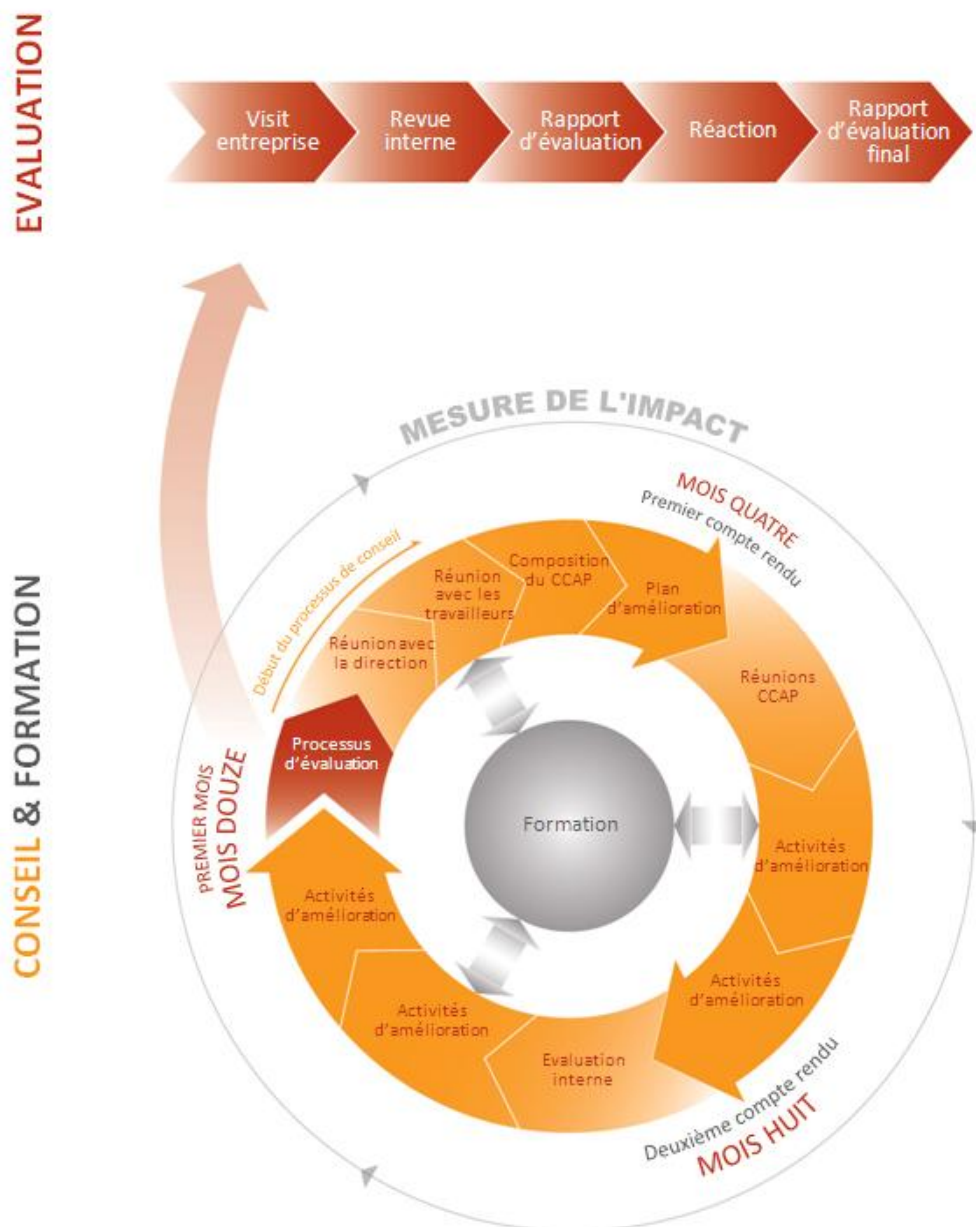 EVALUATION
Visit
entreprise
Revue
interne
Rapport
d'évaluation
Réaction
Rapport
d'évaluation
final
CONSEIL & FORMATION
MESURE DE L'IMPACT
MOIS QUATRE
Premier compte rendu
Début du processus de conseil
Processus
d'évaluation
Réunion avec
la direction
Réunion
avec les
travailleurs
Composition
du CCAP
Plan
d'amélioration
Réunions
CCAP
Activités
d'amélioration
Activités
d'amélioration
Deuxième compte rendu
MOIS HUIT
Evaluation
interne
Activités
d'amélioration
Activités
d'amélioration
PREMIER MOIS
MOIS DOUZE
Formation